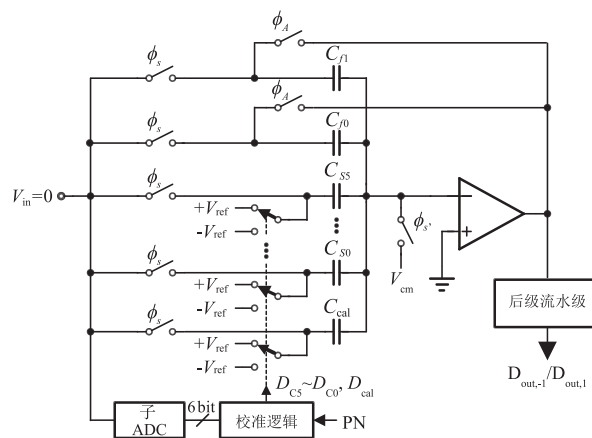 ϕA
ϕs
Cf1
ϕA
ϕs
Cf0
ϕs
CS5
Vin=0
+Vref
-Vref
ϕs'
Vcm
ϕs
CS0
+Vref
-Vref
ϕs
Ccal
+Vref
-Vref
后级流水级
Dout,-1/Dout,1
DC5~DC0, Dcal
子
ADC
6bit
校准逻辑
PN